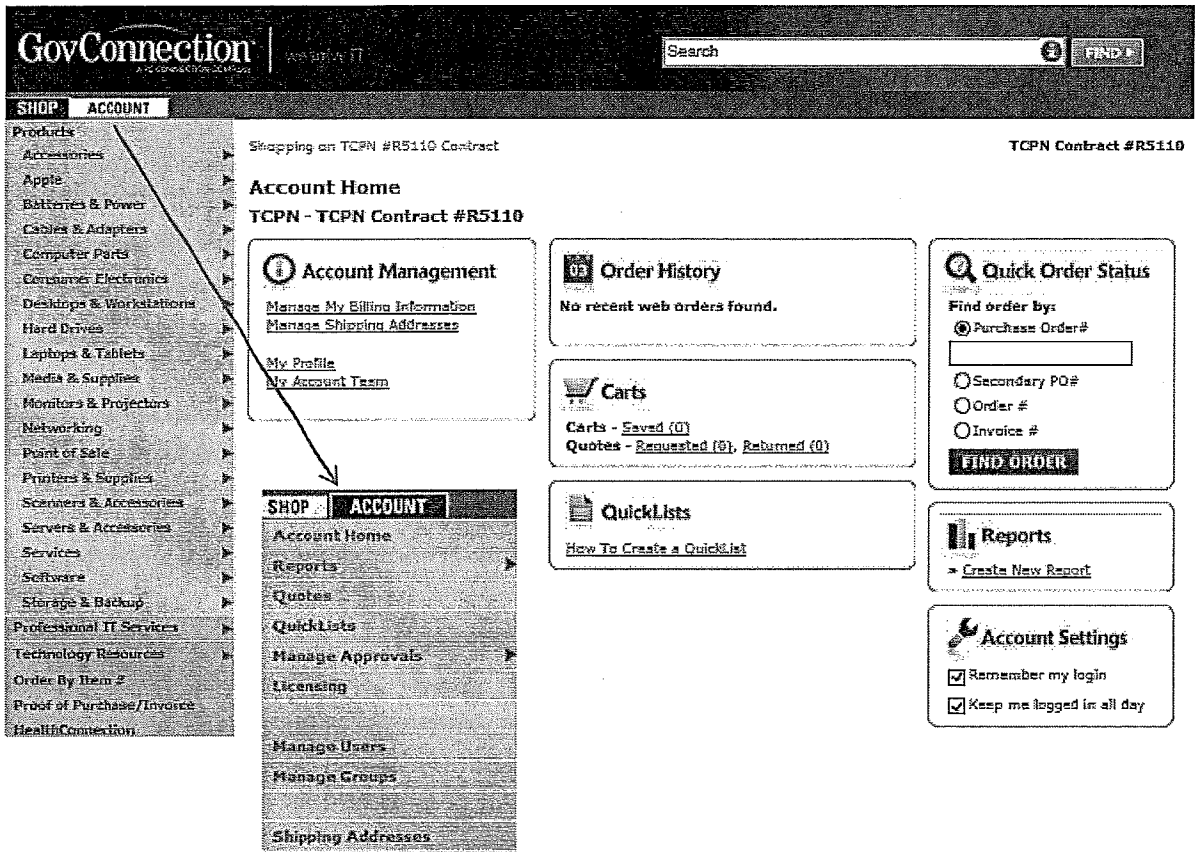 GovConnection
A PC CONNECTION COMPANY
IT
Search
FIND
SHOP ACCOUNT
Products
Accessories
Apple
Batteries & Power
Cables & Adapters
Computer Parts
Consumer Electronics
Desktops & Workstations
Hard Drives
Laptops & Tablets
Media & Supplies
Monitors & Projectors
Networking
Point of Sale
Printers & Supplies
Scanners & Accessories
Servers & Accessories
Services
Software
Storage & Backup
Professional IT Services
Technology Resources
Order By Item #
Proof of Purchase/Invoice
HealthConnection
Shopping on TCPN #R5110 Contract
TCPN Contract #R5110
Account Home
TCPN - TCPN Contract #R5110
Account Management
Manage My Billing Information
Manage Shipping Addresses
My Profile
My Account Team
03 Order History
No recent web orders found.
Carts
Carts - Saved (0)
Quotes - Requested (0), Returned (0)
QuickLists
How To Create a QuickList
Quick Order Status
Find order by:
Purchase Order#
Secondary PO#
Order #
Invoice #
FIND ORDER
Reports
Create New Report
Account Settings
Remember my login
Keep me logged in all day
SHOP ACCOUNT
Account Home
Reports
Quotes
QuickLists
Manage Approvals
Licensing
Manage Users
Manage Groups
Shipping Addresses